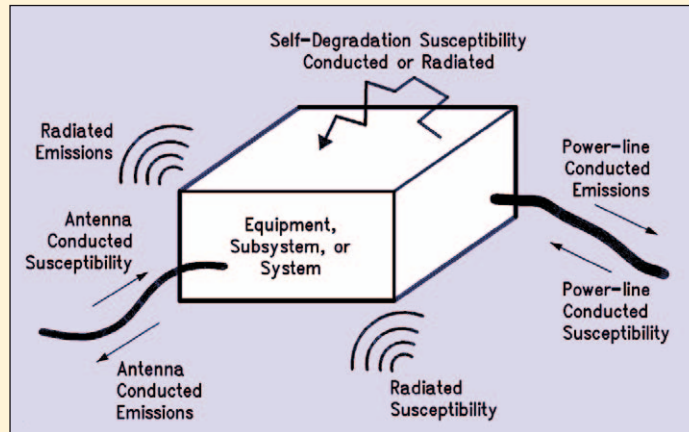 Self-Degradation Susceptibility
Conducted or Radiated
Radiated
Emissions
Power-line
Conducted
Emissions
Antenna
Conducted
Susceptibility
Equipment,
Subsystem, or
System
Power-line
Conducted
Susceptibility
Antenna
Conducted
Emissions
Radiated
Susceptibility